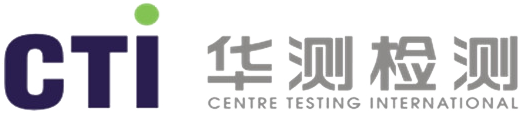 CTI
华测检测
CENTRE TESTING INTERNATIONAL